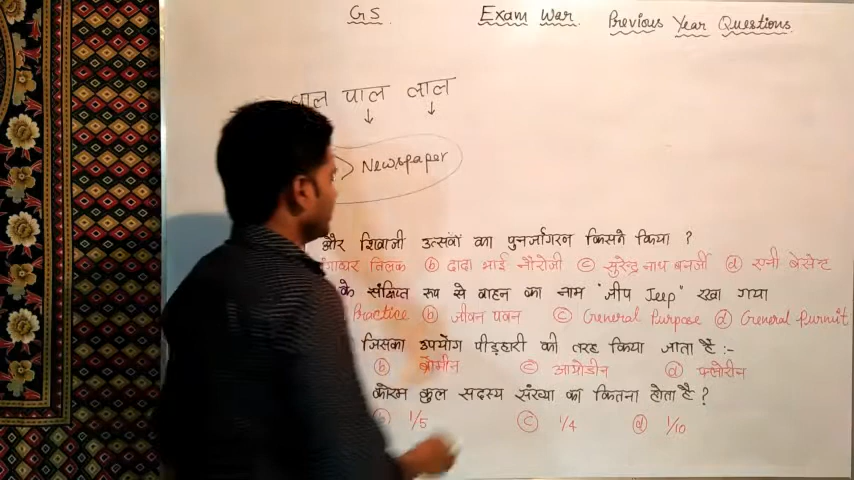 GS. Exam War. Previous Year Questions.
पाल लाल
> Newspaper
और शिवाजी उत्सवों का पुनर्जागरन किसने किया ?
तिलक ⓑ दादा भाई नौरोजी ⓒ सुरेन्द्र नाथ बनर्जी ⓓ एनी बेसेन्ट
के संक्षिप्त रूप से वाहन का नाम "जीप Jeep" रखा गया
Practice ⓑ जीवन पवन ⓒ General Purpose ⓓ General Purmit
जिसका उपयोग पीड़हारी की तरह किया जाता है :-
ⓑ ब्रोमीन ⓒ आयोडीन ⓓ फ्लोरीन
कोरम कुल सदस्य संख्या का कितना होता है ?
ⓑ 1/5 ⓒ 1/4 ⓓ 1/10